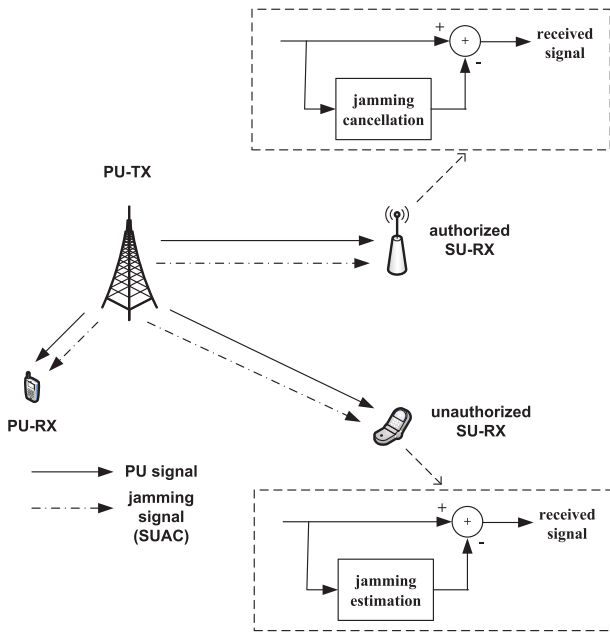 +
+
-
received
signal
jamming
cancellation
PU-TX
authorized
SU-RX
PU-RX
unauthorized
SU-RX
PU signal
jamming
signal
(SUAC)
+
+
-
received
signal
jamming
estimation